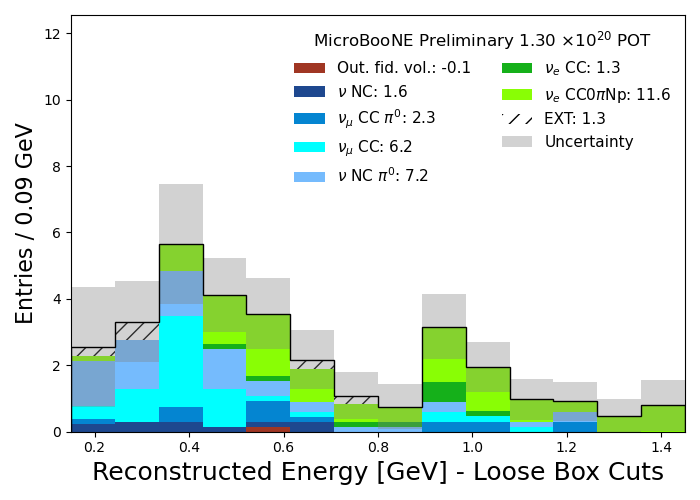 MicroBooNE Preliminary 1.30 ×10²⁰ POT
Out. fid. vol.: -0.1
ν NC: 1.6
ν_μ CC π⁰: 2.3
ν_μ CC: 6.2
ν NC π⁰: 7.2
ν_e CC: 1.3
ν_e CC0πNp: 11.6
EXT: 1.3
Uncertainty
Entries / 0.09 GeV
12
10
8
6
4
2
0
0.2 0.4 0.6 0.8 1.0 1.2 1.4
Reconstructed Energy [GeV] - Loose Box Cuts